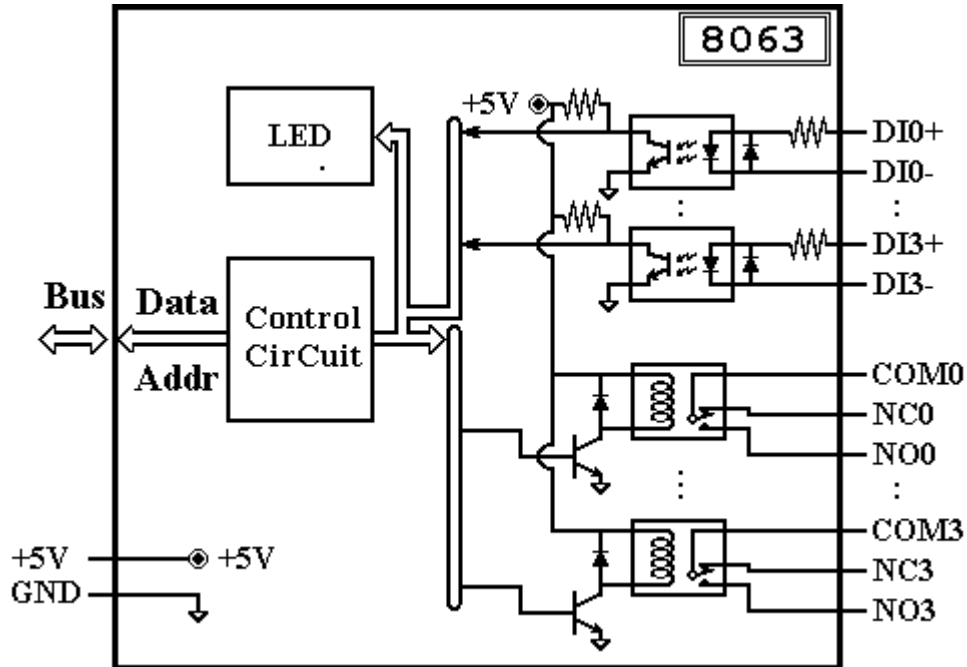 8063
+5V
LED
.
DI0+
DI0-
:
:
DI3+
DI3-
Bus
Data
Addr
Control
CirCuit
COM0
NC0
NO0
:
:
COM3
NC3
NO3
+5V
+5V
GND